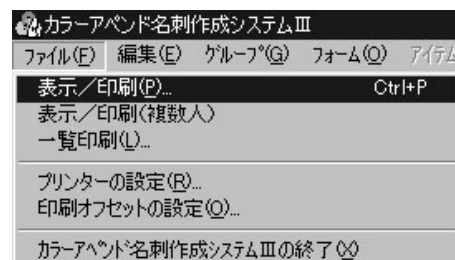 カラーアペンド名刺作成システムⅢ
ファイル(F) 編集(E) グループ(G) フォーム(O) アイテム
表示／印刷(P)... Ctrl+P
表示／印刷(複数人)
一覧印刷(L)...
プリンターの設定(R)...
印刷オフセットの設定(O)...
カラーアペンド名刺作成システムⅢの終了(X)